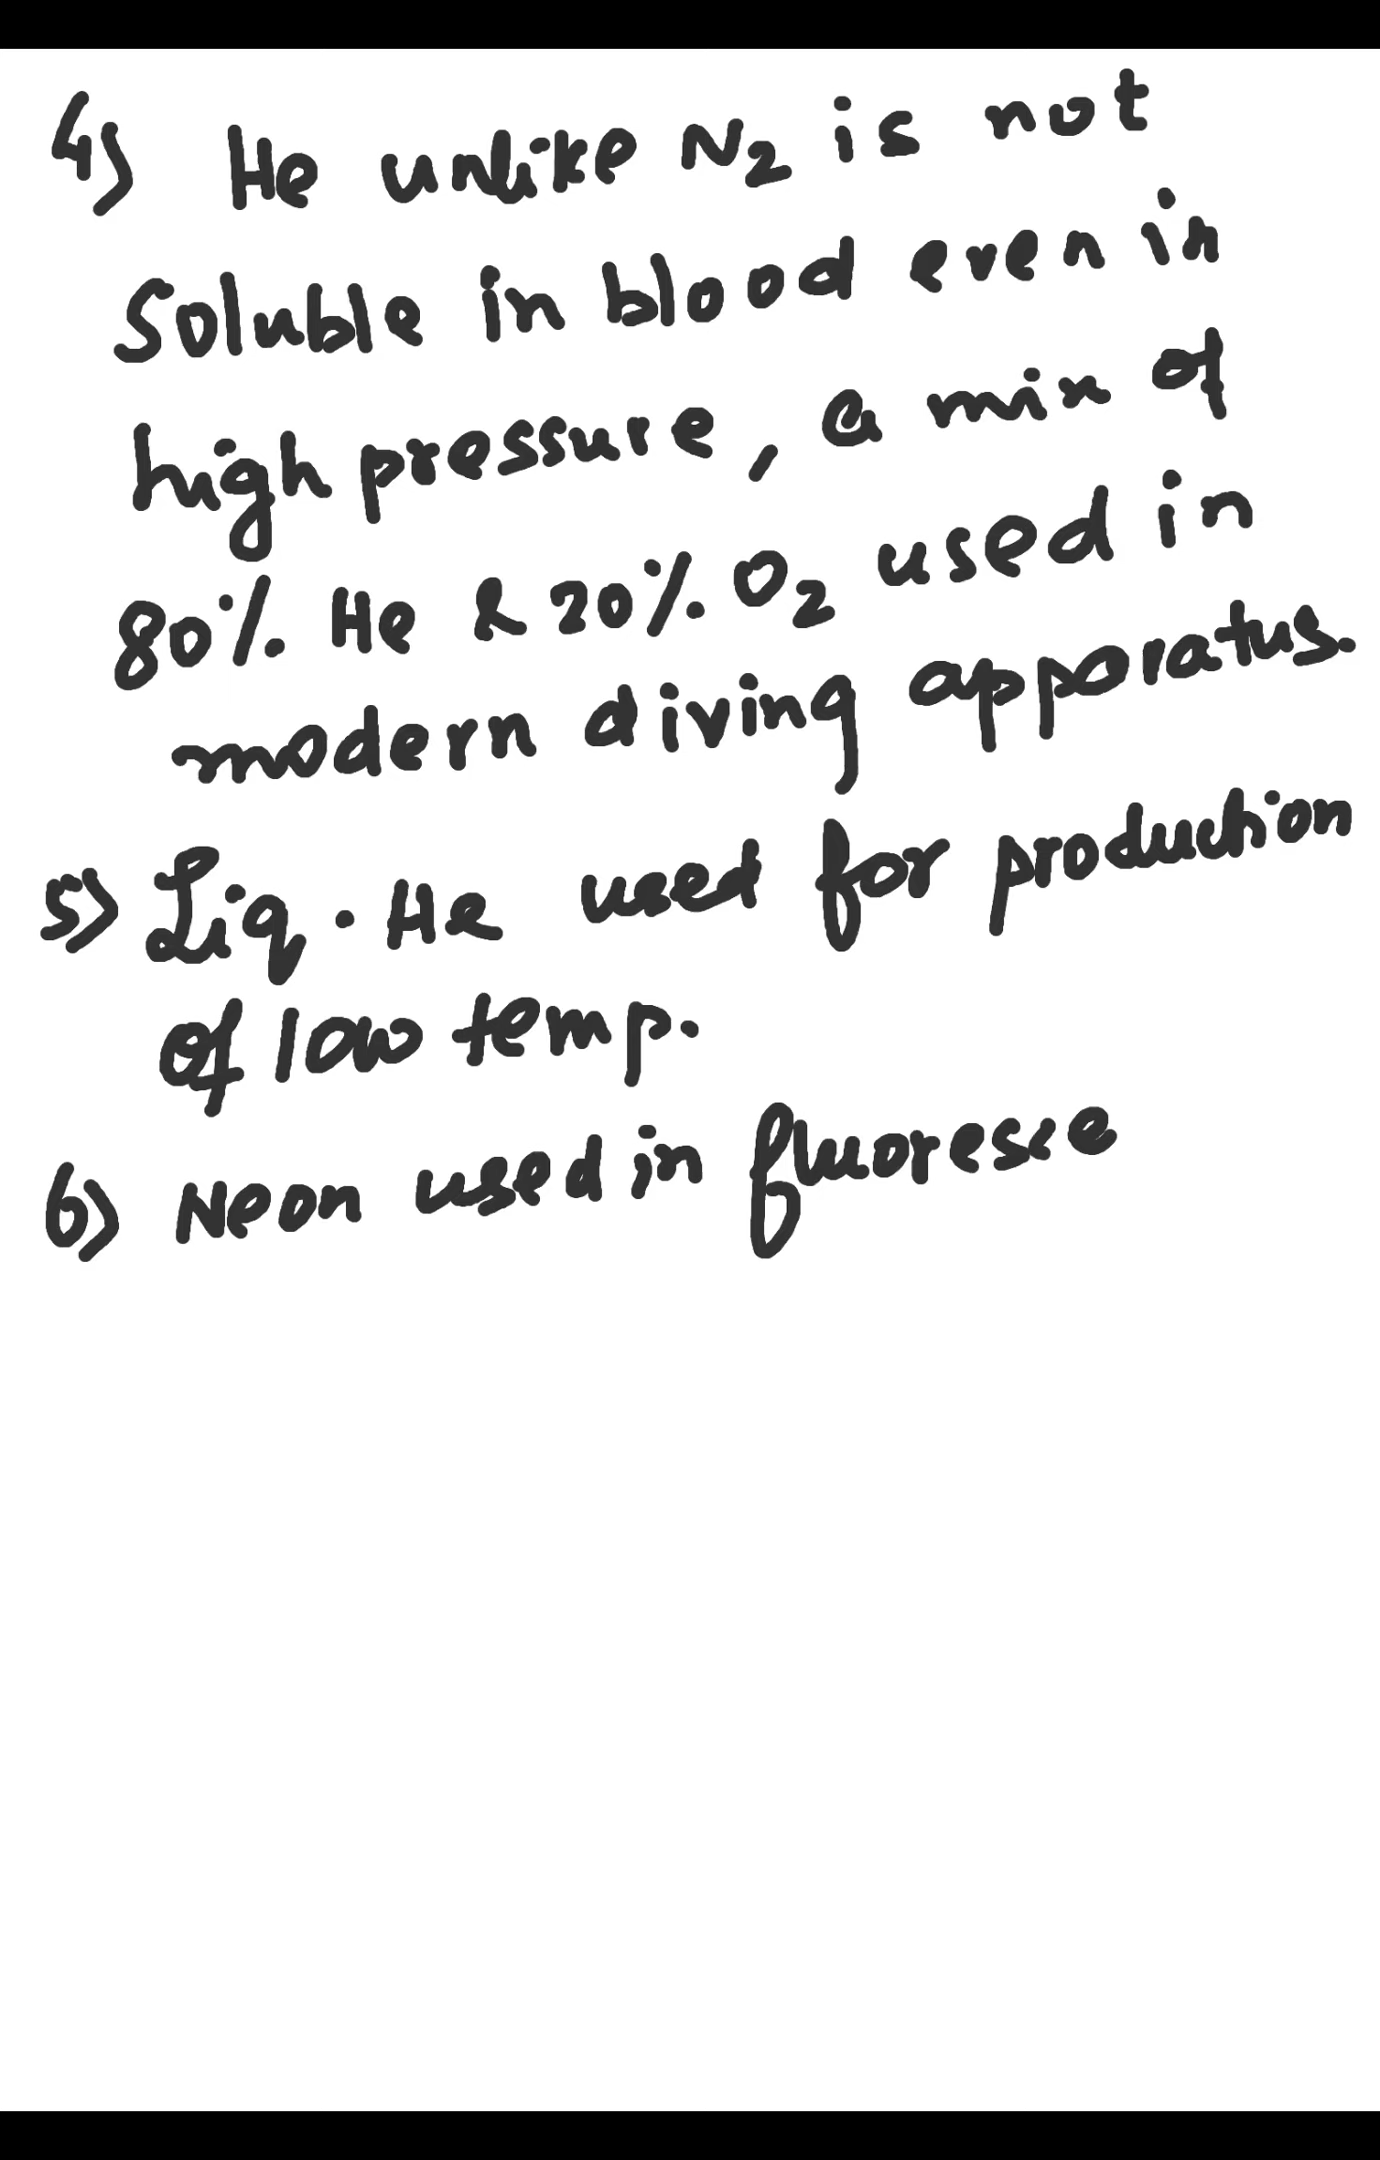 4) He unlike N₂ is not
Soluble in blood even in
high pressure, a mix of
80% He & 20% O₂ used in
modern diving apparatus.
5) Liq. He used for production
of low temp.
6) Neon used in fluoresce